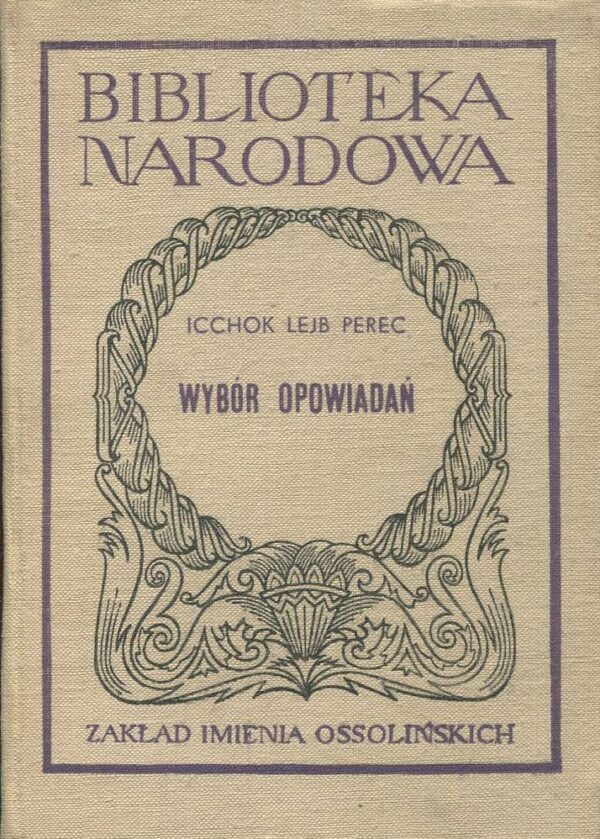 BIBLIOTEKA
NARODOWA
ICCHOK LEJB PEREC
WYBÓR OPOWIADAŃ
ZAKŁAD IMIENIA OSSOLIŃSKICH